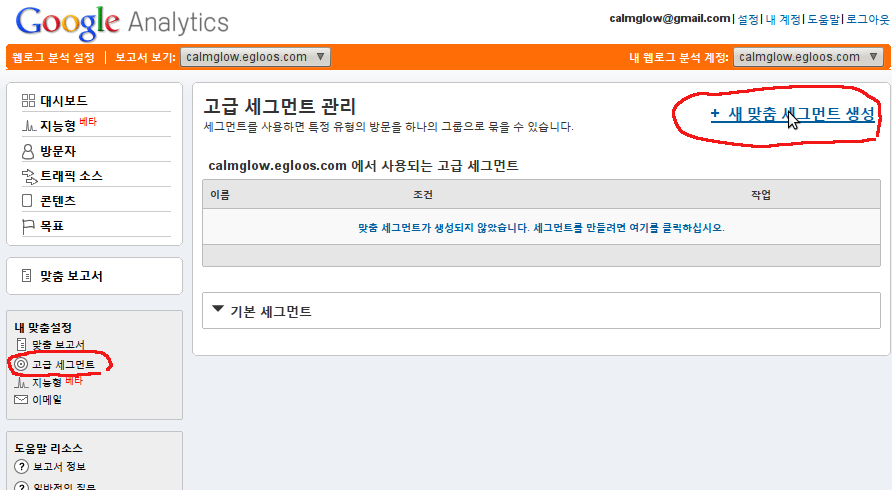 Google Analytics
calmglow@gmail.com | 설정 | 내 계정 | 도움말 | 로그아웃
웹로그 분석 설정 | 보고서 보기: calmglow.egloos.com ▼ 내 웹로그 분석 계정: calmglow.egloos.com ▼
대시보드
지능형 베타
방문자
트래픽 소스
콘텐츠
목표
맞춤 보고서
내 맞춤설정
맞춤 보고서
고급 세그먼트
지능형 베타
이메일
도움말 리소스
? 보고서 정보
? 일반적인 질문
고급 세그먼트 관리
+ 새 맞춤 세그먼트 생성
세그먼트를 사용하면 특정 유형의 방문을 하나의 그룹으로 묶을 수 있습니다.
calmglow.egloos.com 에서 사용되는 고급 세그먼트
이름 조건 작업
맞춤 세그먼트가 생성되지 않았습니다. 세그먼트를 만들려면 여기를 클릭하십시오.
▼ 기본 세그먼트